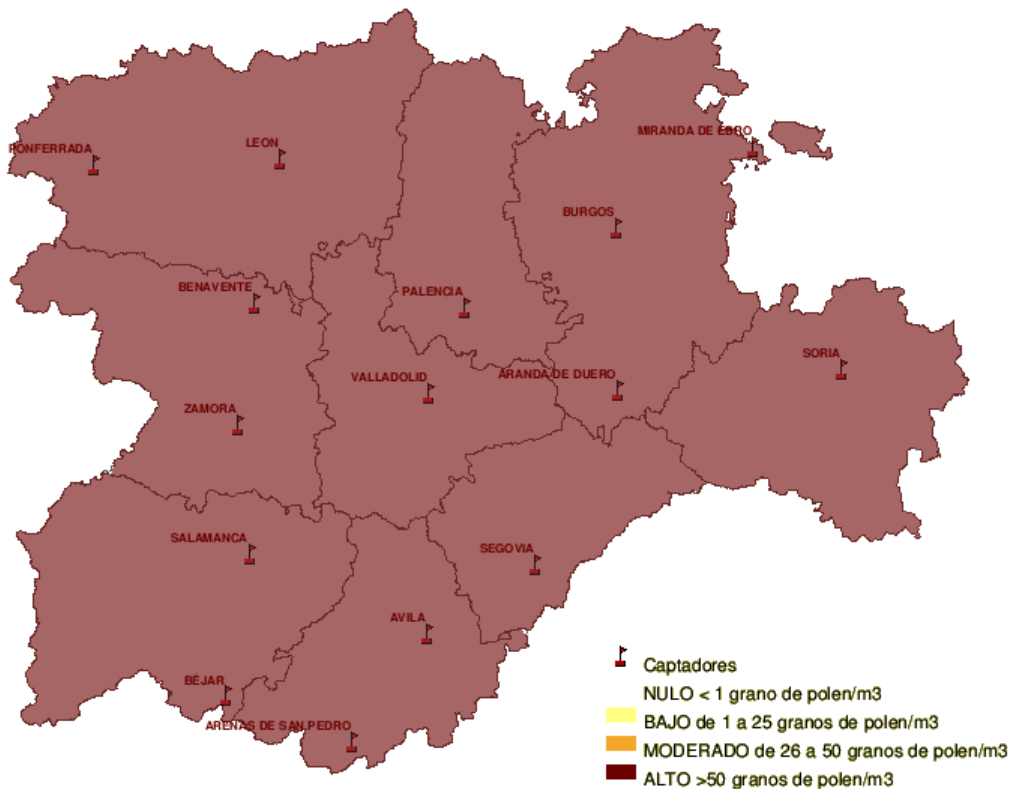 MIRANDA DE EBRO
PONFERRADA
LEON
BURGOS
BENAVENTE
PALENCIA
SORIA
VALLADOLID
ARANDA DE DUERO
ZAMORA
SALAMANCA
SEGOVIA
AVILA
BÉJAR
ARENAS DE SAN PEDRO
Captadores
NULO < 1 grano de polen/m3
BAJO de 1 a 25 granos de polen/m3
MODERADO de 26 a 50 granos de polen/m3
ALTO >50 granos de polen/m3